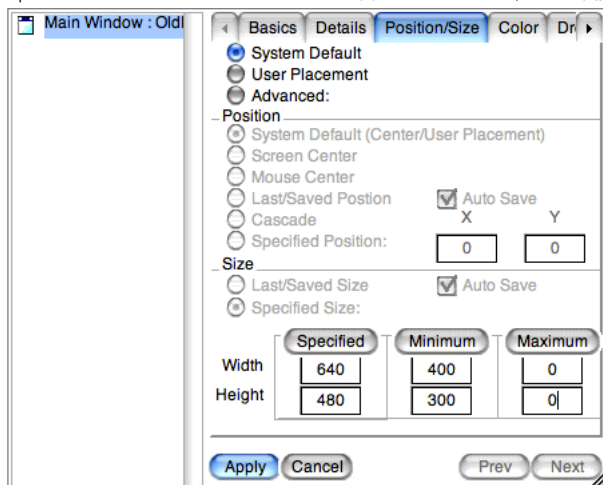 Main Window : Old
Basics Details Position/Size Color
System Default
User Placement
Advanced:
Position
System Default (Center/User Placement)
Screen Center
Mouse Center
Last/Saved Postion Auto Save
Cascade X Y
Specified Position: 0 0
Size
Last/Saved Size Auto Save
Specified Size:
Specified Minimum Maximum
Width 640 400 0
Height 480 300 0
Apply Cancel Prev Next